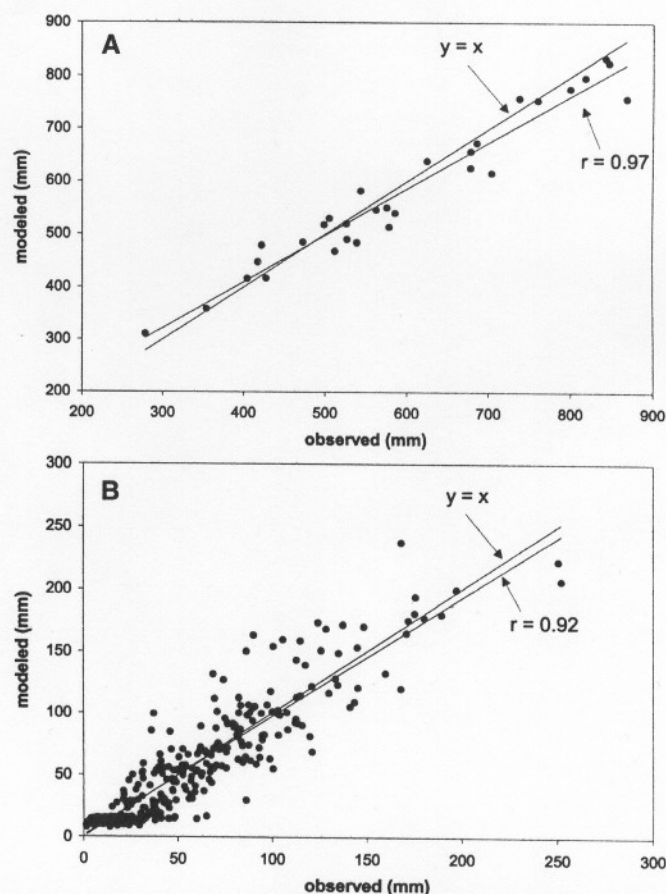 A
900
y = x
800
700
r = 0.97
600
500
400
300
200
modeled (mm)
200 300 400 500 600 700 800 900
observed (mm)
B
300
y = x
250
200
r = 0.92
150
100
50
0
modeled (mm)
0 50 100 150 200 250 300
observed (mm)